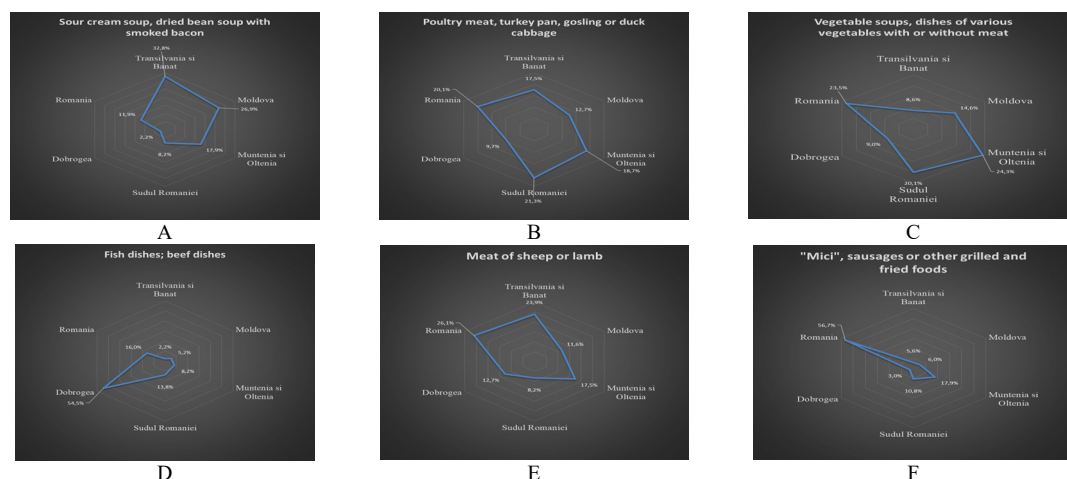 Sour cream soup, dried bean soup with
smoked bacon
32,8%
Transilvania si
Banat
Romania
Moldova
11,9%
26,9%
2,2%
8,2%
17,9%
Dobrogea
Muntenia si
Oltenia
Sudul Romaniei
A
Poultry meat, turkey pan, gosling or duck
cabbage
Transilvania si
Banat
17,5%
20,1%
Romania
Moldova
12,7%
9,7%
Dobrogea
Muntenia si
Oltenia
18,7%
Sudul Romaniei
21,3%
B
Vegetable soups, dishes of various
vegetables with or without meat
Transilvania si
Banat
23,5%
Romania
8,6%
Moldova
14,6%
9,0%
Dobrogea
Muntenia si
Oltenia
24,3%
20,1%
Sudul
Romaniei
C
Fish dishes; beef dishes
Transilvania si
Banat
Romania
Moldova
16,0%
2,2%
5,2%
8,2%
13,8%
Dobrogea
54,5%
Muntenia si
Oltenia
Sudul Romaniei
D
Meat of sheep or lamb
Transilvania si
Banat
23,9%
26,1%
Romania
Moldova
11,6%
12,7%
17,5%
8,2%
Dobrogea
Muntenia si
Oltenia
Sudul Romaniei
E
"Mici", sausages or other grilled and
fried foods
Transilvania si
Banat
56,7%
Romania
Moldova
5,6%
6,0%
3,0%
17,9%
10,8%
Dobrogea
Muntenia si
Oltenia
Sudul Romaniei
F